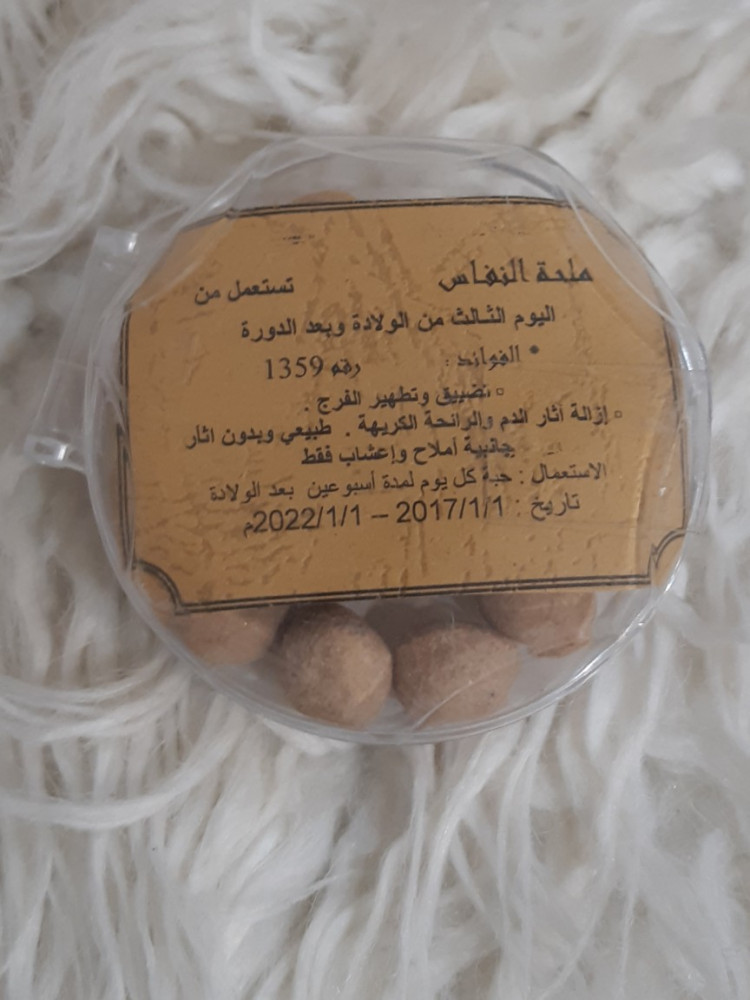 ملحة النفاس تستعمل من
اليوم الثالث من الولادة وبعد الدورة
* الفوائد : رقم 1359
▫ تضييق وتطهير الفرج .
▫ إزالة آثار الدم والرائحة الكريهة . طبيعي وبدون اثار
جانبية أملاح وإعشاب فقط
الاستعمال : حبة كل يوم لمدة أسبوعين بعد الولادة
تاريخ : 2017/1/1 – 2022/1/1م